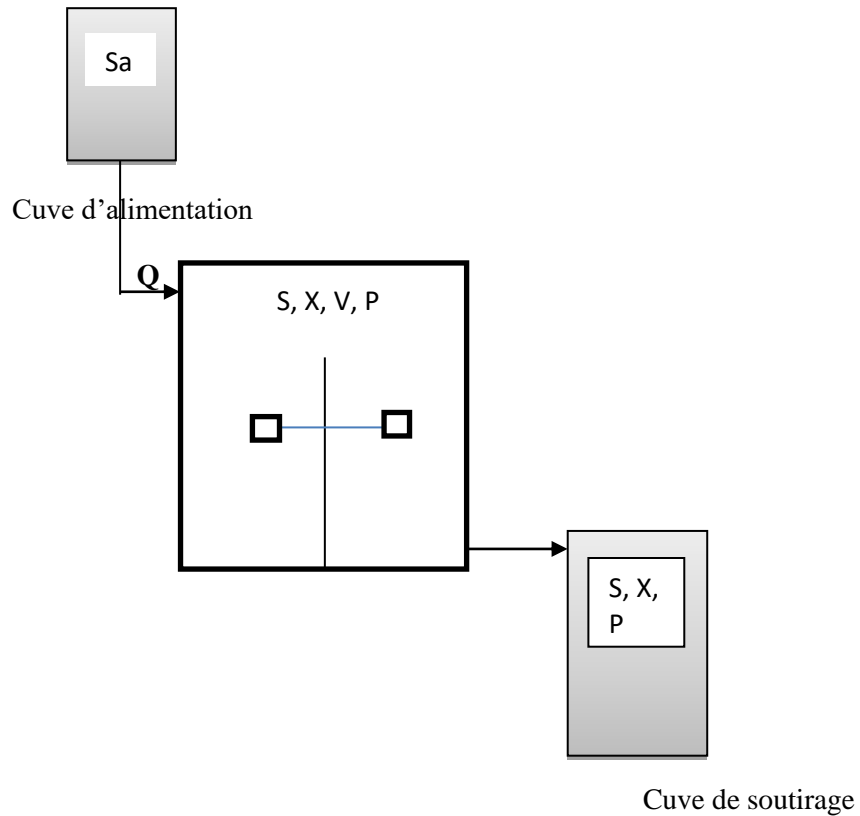 Sa
Cuve d’alimentation
Q
S, X, V, P
S, X,
P
Cuve de soutirage